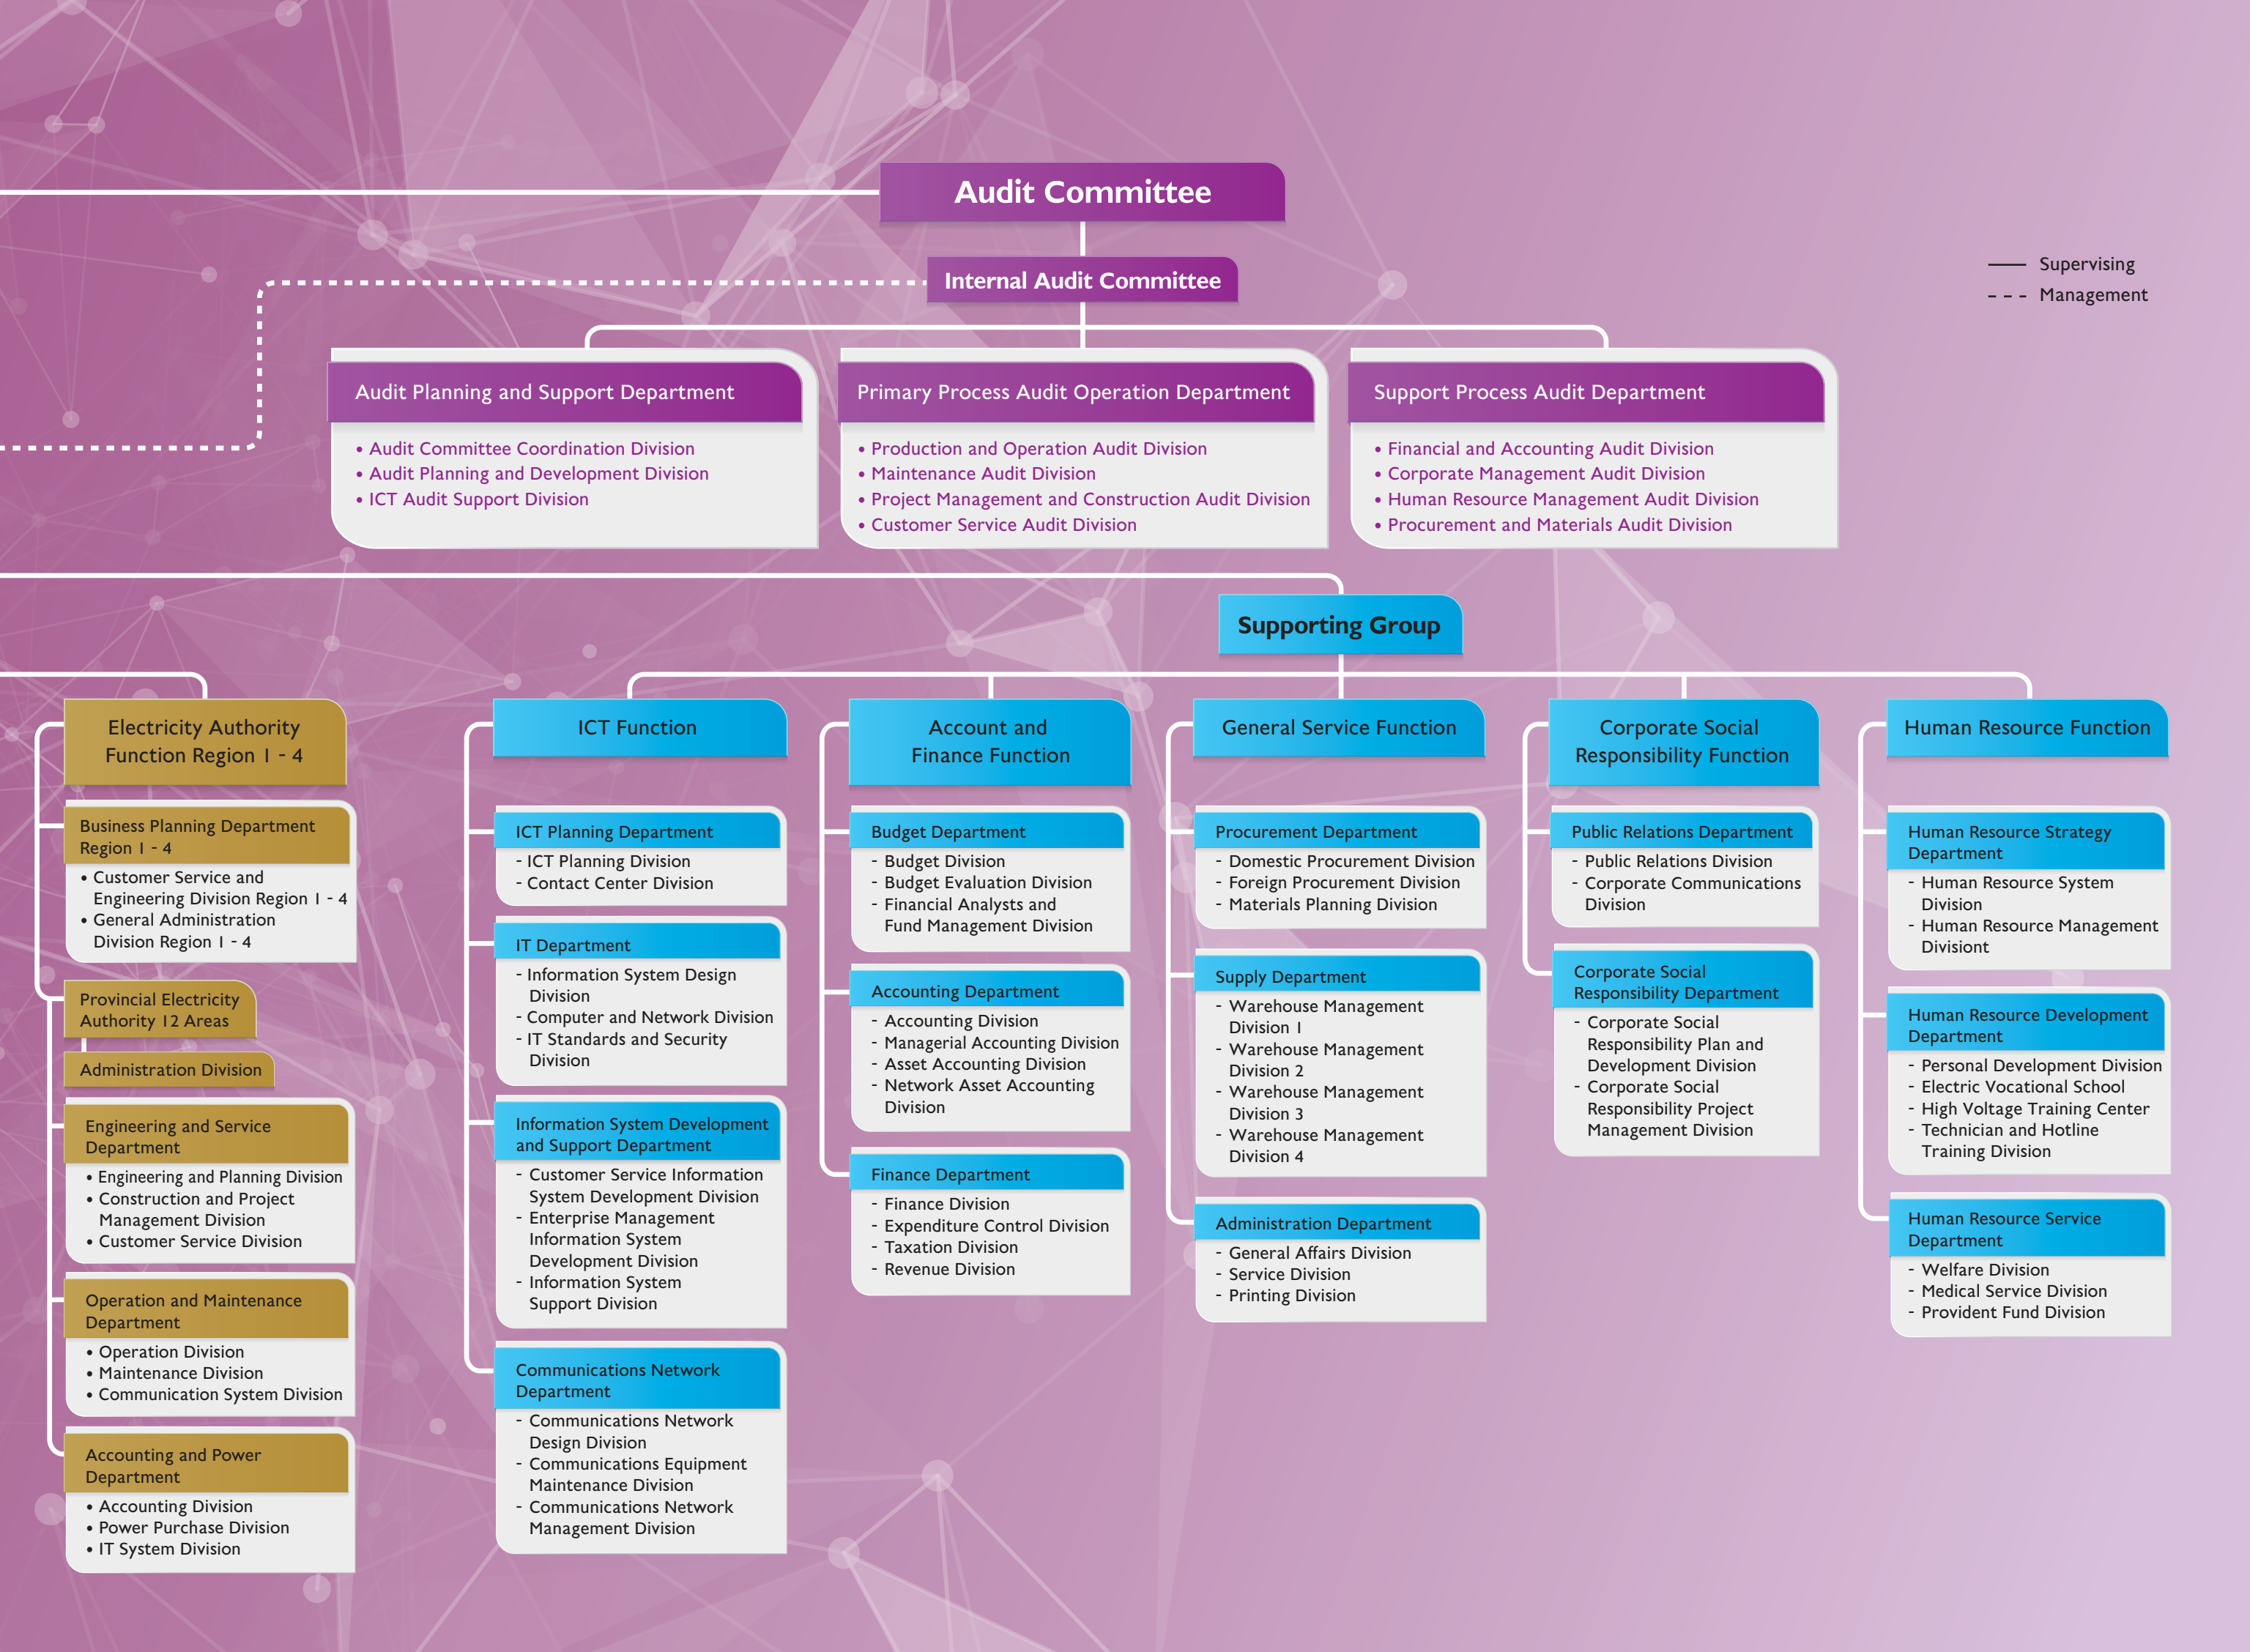 Audit Committee
Internal Audit Committee
Supervising
Management
Audit Planning and Support Department
• Audit Committee Coordination Division
• Audit Planning and Development Division
• ICT Audit Support Division
Primary Process Audit Operation Department
• Production and Operation Audit Division
• Maintenance Audit Division
• Project Management and Construction Audit Division
• Customer Service Audit Division
Support Process Audit Department
• Financial and Accounting Audit Division
• Corporate Management Audit Division
• Human Resource Management Audit Division
• Procurement and Materials Audit Division
Supporting Group
Electricity Authority
Function Region 1 - 4
Business Planning Department
Region 1 - 4
• Customer Service and
Engineering Division Region 1 - 4
• General Administration
Division Region 1 - 4
Provincial Electricity
Authority 12 Areas
Administration Division
Engineering and Service
Department
• Engineering and Planning Division
• Construction and Project
Management Division
• Customer Service Division
Operation and Maintenance
Department
• Operation Division
• Maintenance Division
• Communication System Division
Accounting and Power
Department
• Accounting Division
• Power Purchase Division
• IT System Division
ICT Function
ICT Planning Department
- ICT Planning Division
- Contact Center Division
IT Department
- Information System Design
Division
- Computer and Network Division
- IT Standards and Security
Division
Information System Development
and Support Department
- Customer Service Information
System Development Division
- Enterprise Management
Information System
Development Division
- Information System
Support Division
Communications Network
Department
- Communications Network
Design Division
- Communications Equipment
Maintenance Division
- Communications Network
Management Division
Account and
Finance Function
Budget Department
- Budget Division
- Budget Evaluation Division
- Financial Analysts and
Fund Management Division
Accounting Department
- Accounting Division
- Managerial Accounting Division
- Asset Accounting Division
- Network Asset Accounting
Division
Finance Department
- Finance Division
- Expenditure Control Division
- Taxation Division
- Revenue Division
General Service Function
Procurement Department
- Domestic Procurement Division
- Foreign Procurement Division
- Materials Planning Division
Supply Department
- Warehouse Management
Division 1
- Warehouse Management
Division 2
- Warehouse Management
Division 3
- Warehouse Management
Division 4
Administration Department
- General Affairs Division
- Service Division
- Printing Division
Corporate Social
Responsibility Function
Public Relations Department
- Public Relations Division
- Corporate Communications
Division
Corporate Social
Responsibility Department
- Corporate Social
Responsibility Plan and
Development Division
- Corporate Social
Responsibility Project
Management Division
Human Resource Function
Human Resource Strategy
Department
- Human Resource System
Division
- Human Resource Management
Divisiont
Human Resource Development
Department
- Personal Development Division
- Electric Vocational School
- High Voltage Training Center
- Technician and Hotline
Training Division
Human Resource Service
Department
- Welfare Division
- Medical Service Division
- Provident Fund Division